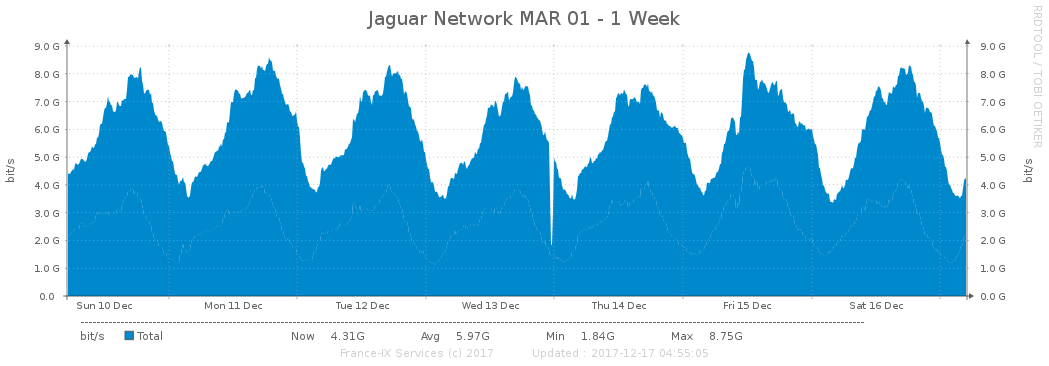 Jaguar Network MAR 01 - 1 Week
RRDTOOL / TOBI OETIKER
bit/s
9.0 G 9.0 G
8.0 G 8.0 G
7.0 G 7.0 G
6.0 G 6.0 G
5.0 G 5.0 G
4.0 G 4.0 G
3.0 G 3.0 G
2.0 G 2.0 G
1.0 G 1.0 G
0.0 0.0 G
bit/s
Sun 10 Dec Mon 11 Dec Tue 12 Dec Wed 13 Dec Thu 14 Dec Fri 15 Dec Sat 16 Dec
bit/s Total Now 4.31G Avg 5.97G Min 1.84G Max 8.75G
France-IX Services (c) 2017 Updated : 2017-12-17 04:55:05